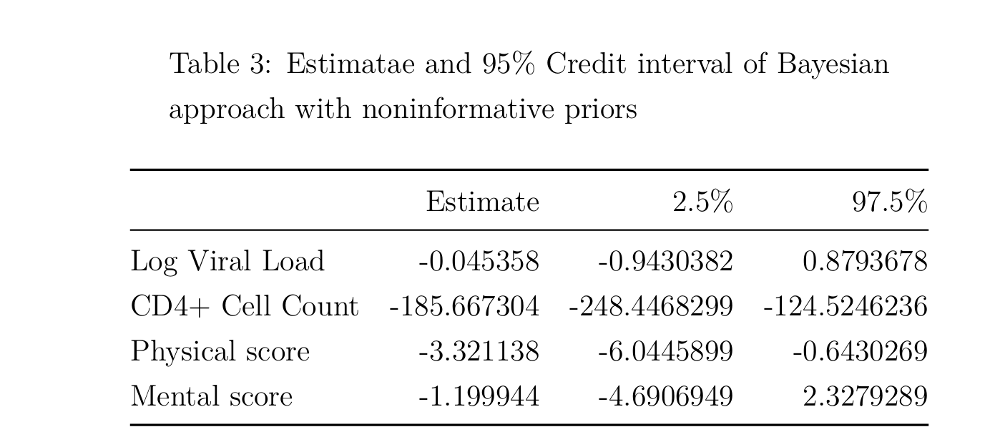 Table 3: Estimatae and 95% Credit interval of Bayesian
approach with noninformative priors
Estimate 2.5% 97.5%
Log Viral Load -0.045358 -0.9430382 0.8793678
CD4+ Cell Count -185.667304 -248.4468299 -124.5246236
Physical score -3.321138 -6.0445899 -0.6430269
Mental score -1.199944 -4.6906949 2.3279289